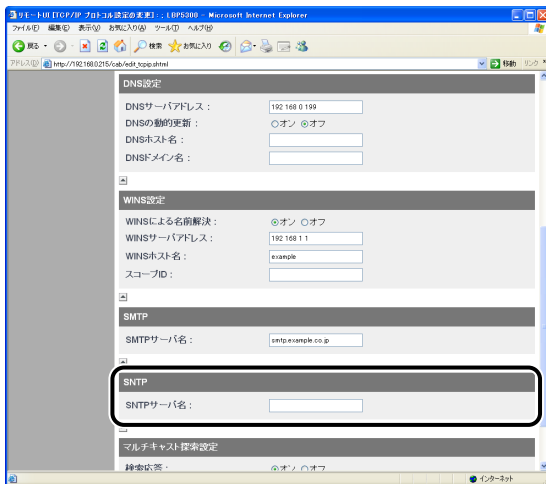 リモートUI [TCP/IP プロトコル設定の変更] : ; LBP5300 - Microsoft Internet Explorer
ファイル(F) 編集(E) 表示(V) お気に入り(A) ツール(T) ヘルプ(H)
戻る 検索 お気に入り
アドレス(D) http://192.168.0.215/cab/edit_tcpip.shtml 移動 リンク
DNS設定
DNSサーバアドレス : 192.168.0.199
DNSの動的更新 : オン オフ
DNSホスト名 :
DNSドメイン名 :
WINS設定
WINSによる名前解決 : オン オフ
WINSサーバアドレス : 192.168.1.1
WINSホスト名 : example
スコープID :
SMTP
SMTPサーバ名 : smtp.example.co.jp
SNTP
SNTPサーバ名 :
マルチキャスト探索設定
検索応答 : オン オフ
インターネット